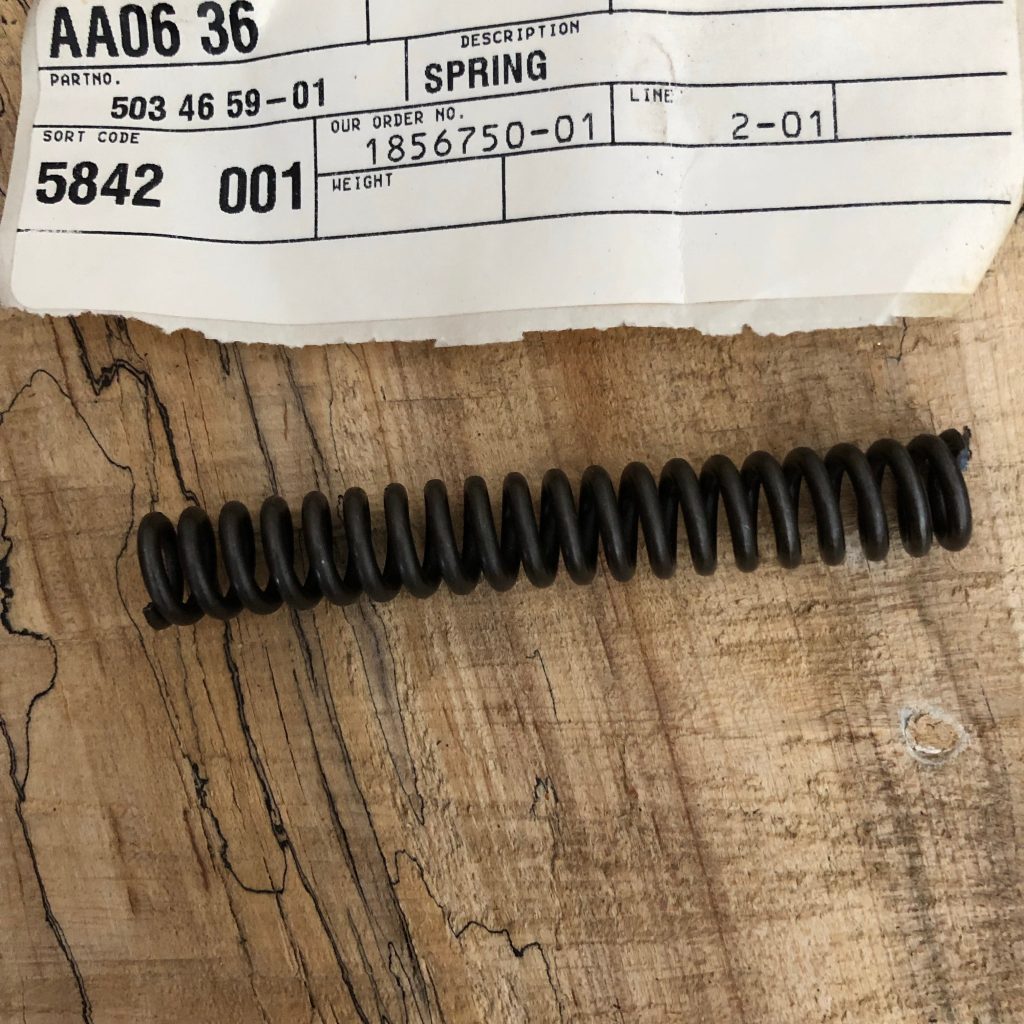 AA06 36
DESCRIPTION
PARTNO.
SPRING
503 46 59-01
LINE
OUR ORDER NO.
SORT CODE
1856750-01
2-01
5842 001
WEIGHT